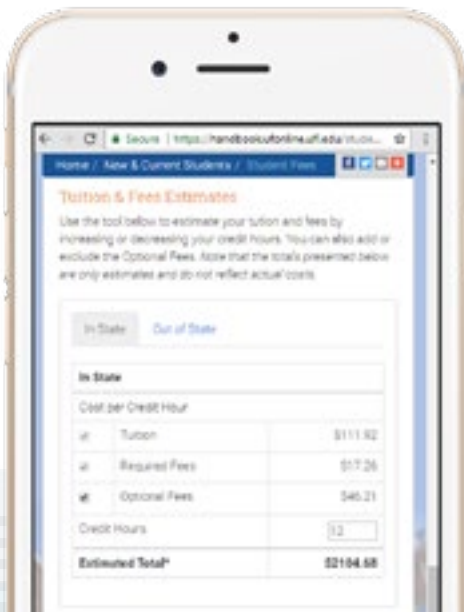 Secure | https://handbook.ufonline.ufl.edu/stude...
Home / New & Current Students / Student Fees
Tuition & Fees Estimates
Use the tool below to estimate your tution and fees by
increasing or decreasing your credit hours. You can also add or
exclude the Optional Fees. Note that the totals presented below
are only estimates and do not reflect actual costs.
In State Out of State
In State
Cost per Credit Hour
Tuition $111.92
Required Fees $17.26
Optional Fees $46.21
Credit Hours 12
Estimated Total* $2104.68